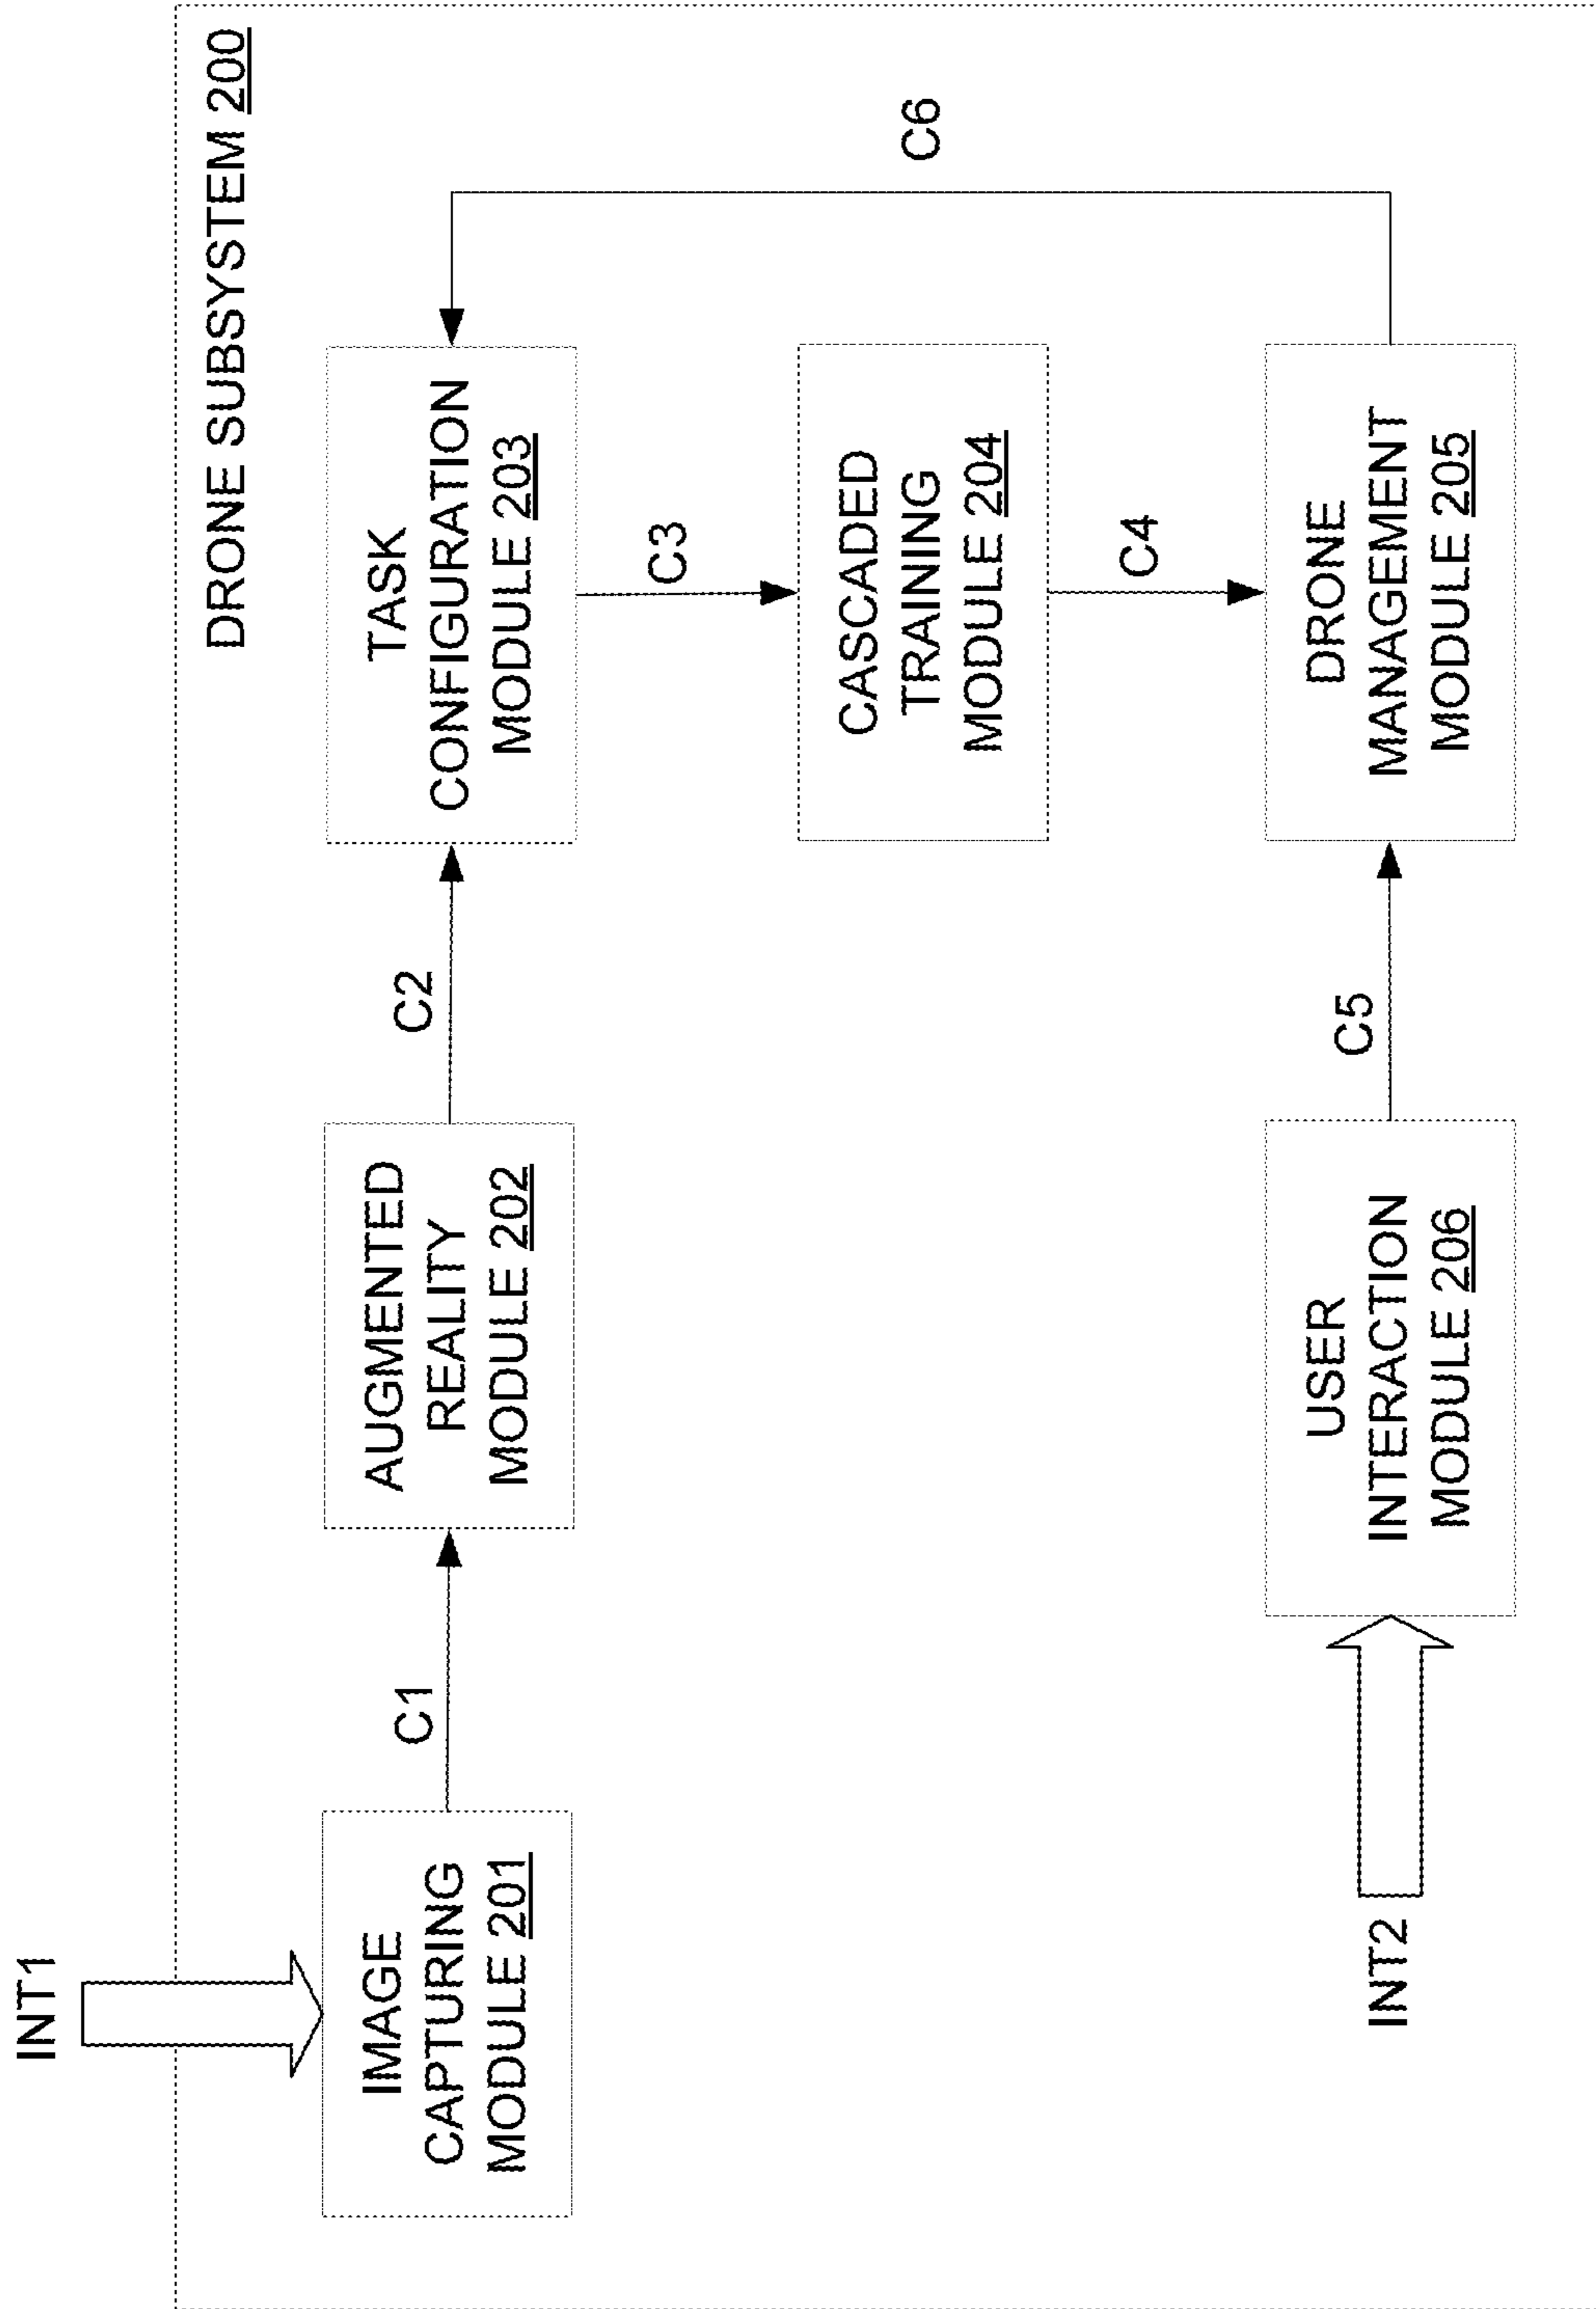 INT1
DRONE SUBSYSTEM 200
IMAGE
CAPTURING
MODULE 201
C1
AUGMENTED
REALITY
MODULE 202
C2
TASK
CONFIGURATION
MODULE 203
C3
CASCADED
TRAINING
MODULE 204
C6
C4
INT2
USER
INTERACTION
MODULE 206
C5
DRONE
MANAGEMENT
MODULE 205